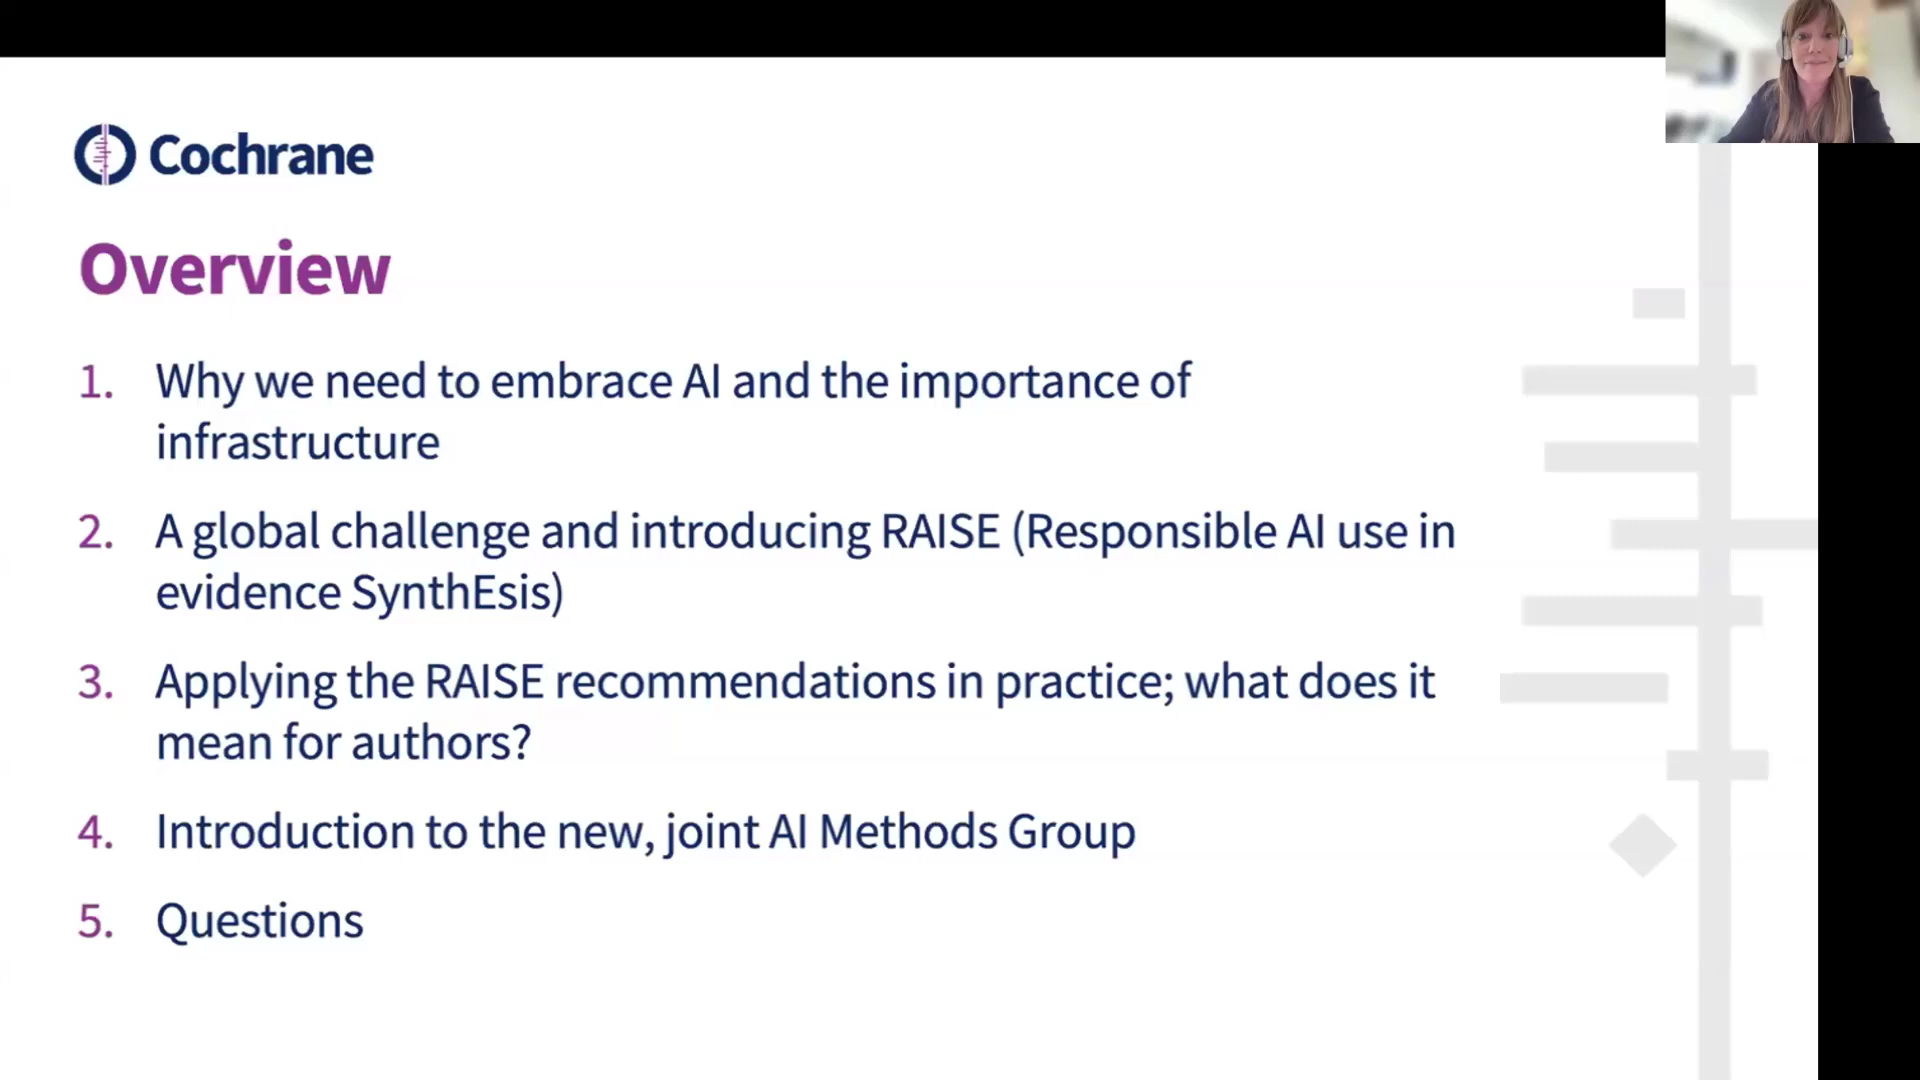 Cochrane
Overview
1. Why we need to embrace AI and the importance of
infrastructure
2. A global challenge and introducing RAISE (Responsible AI use in
evidence SynthEsis)
3. Applying the RAISE recommendations in practice; what does it
mean for authors?
4. Introduction to the new, joint AI Methods Group
5. Questions